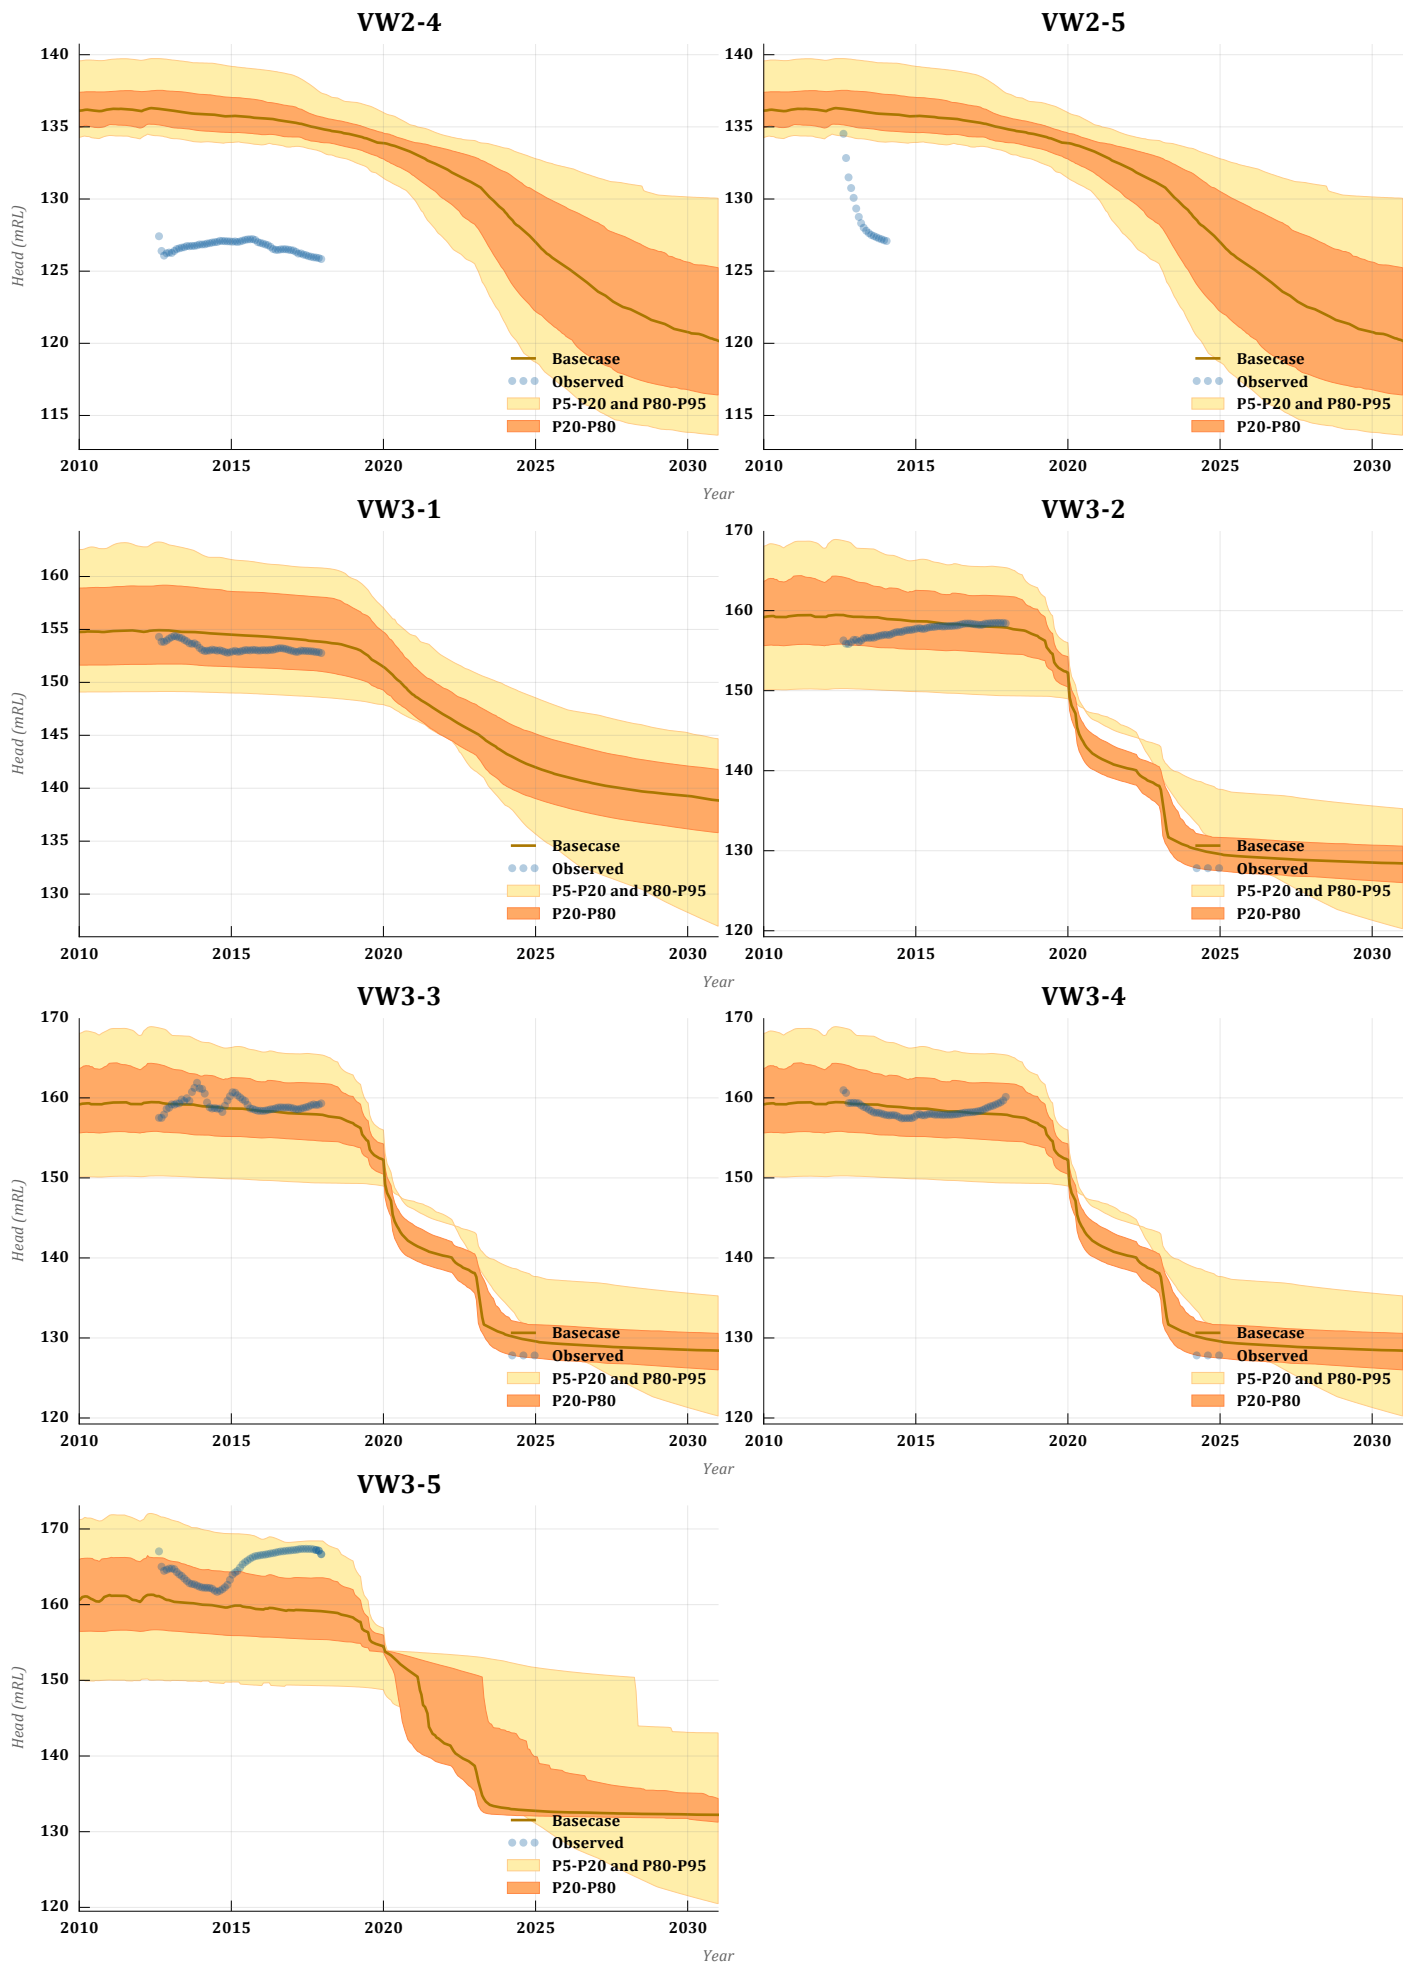 VW2-4
VW2-5
140
135
130
125
120
115
Head (mRL)
Basecase
Observed
P5-P20 and P80-P95
P20-P80
2010
2015
2020
2025
2030
140
135
130
125
120
115
Basecase
Observed
P5-P20 and P80-P95
P20-P80
2010
2015
2020
2025
2030
Year
VW3-1
VW3-2
160
155
150
145
140
135
130
Head (mRL)
Basecase
Observed
P5-P20 and P80-P95
P20-P80
2010
2015
2020
2025
2030
170
160
150
140
130
120
Basecase
Observed
P5-P20 and P80-P95
P20-P80
2010
2015
2020
2025
2030
Year
VW3-3
VW3-4
170
160
150
140
130
120
Head (mRL)
Basecase
Observed
P5-P20 and P80-P95
P20-P80
2010
2015
2020
2025
2030
170
160
150
140
130
120
Basecase
Observed
P5-P20 and P80-P95
P20-P80
2010
2015
2020
2025
2030
Year
VW3-5
170
160
150
140
130
120
Head (mRL)
Basecase
Observed
P5-P20 and P80-P95
P20-P80
2010
2015
2020
2025
2030
Year